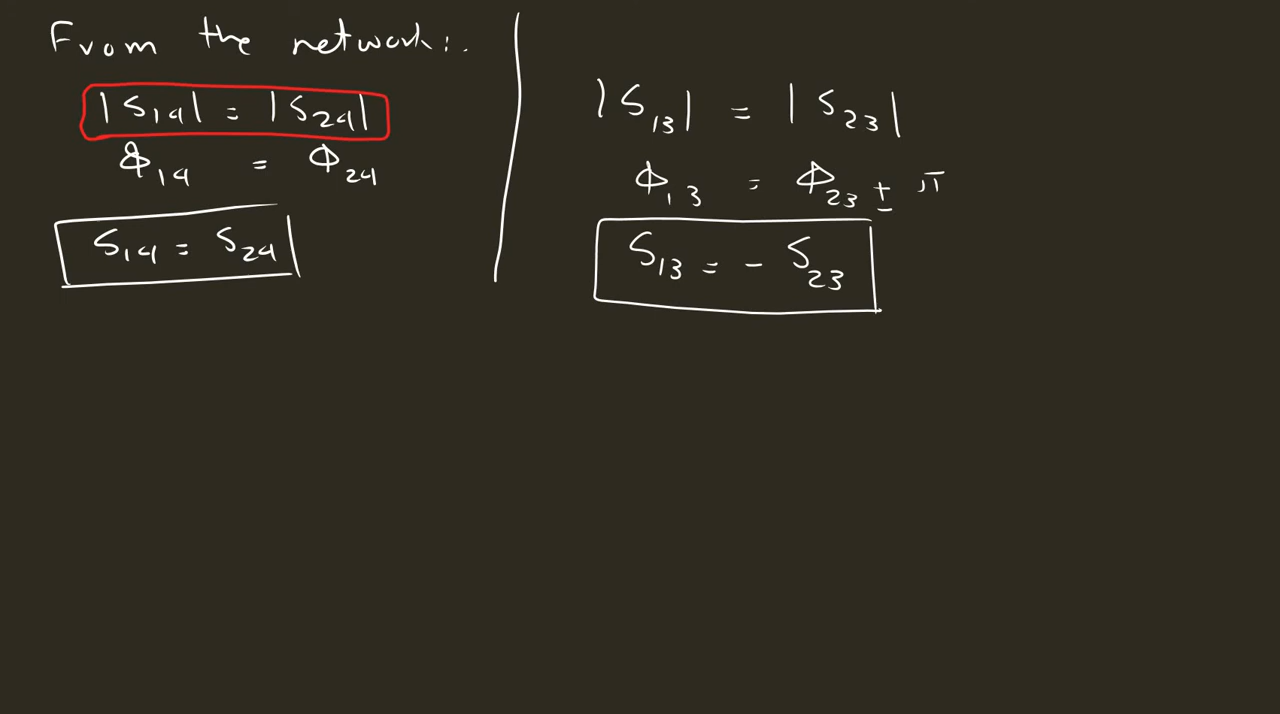 From the network:.
|S₁₄| = |S₂₄|
Φ₁₄ = Φ₂₄
S₁₄ = S₂₄
|S₁₃| = |S₂₃|
Φ₁₃ = Φ₂₃ ± π
S₁₃ = - S₂₃